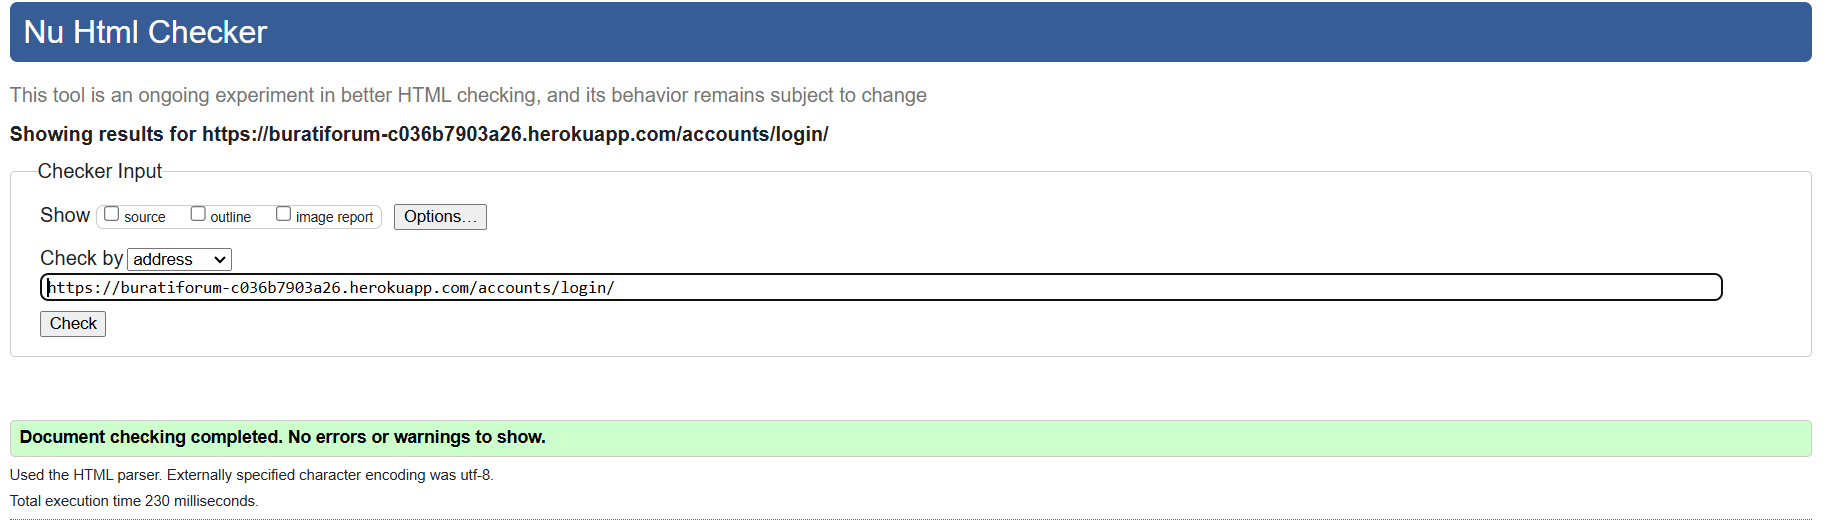 Nu Html Checker
This tool is an ongoing experiment in better HTML checking, and its behavior remains subject to change
Showing results for https://buratiforum-c036b7903a26.herokuapp.com/accounts/login/
Checker Input
Show source outline image report Options...
Check by address
https://buratiforum-c036b7903a26.herokuapp.com/accounts/login/
Check
Document checking completed. No errors or warnings to show.
Used the HTML parser. Externally specified character encoding was utf-8.
Total execution time 230 milliseconds.